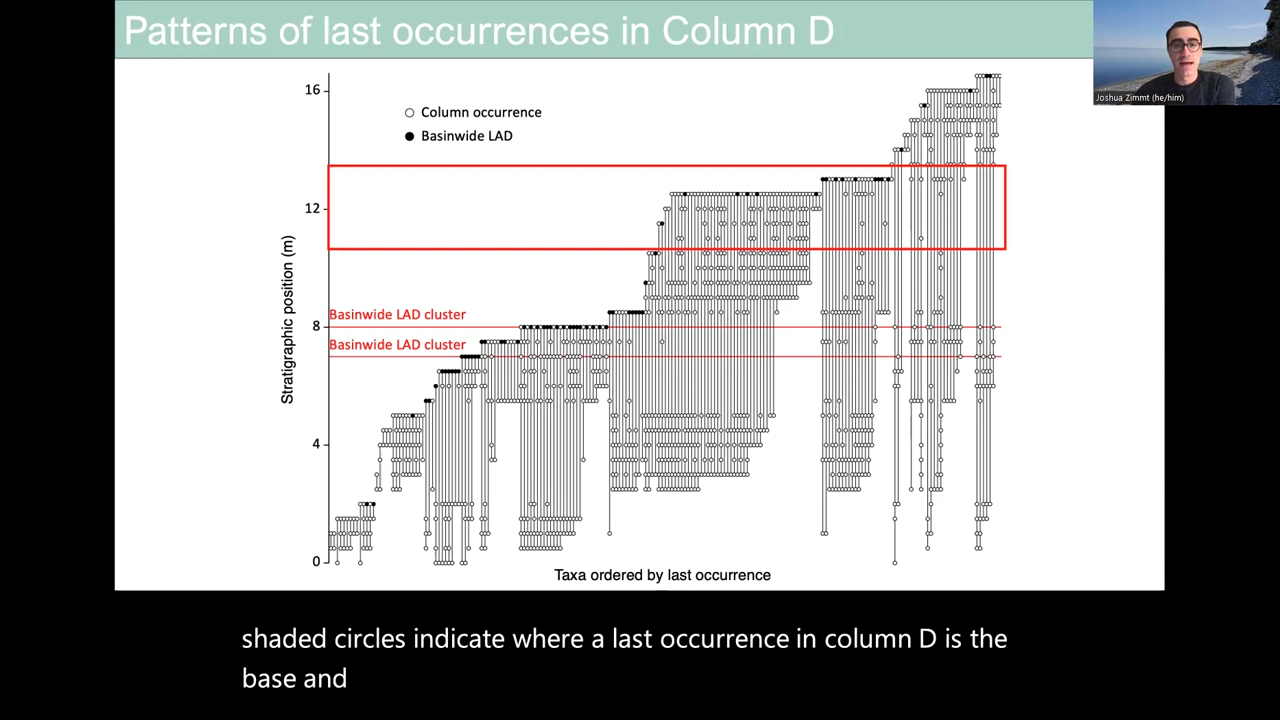 Patterns of last occurrences in Column D
Joshua Zimmt (he/him)
16
Column occurrence
Basinwide LAD
12
Stratigraphic position (m)
Basinwide LAD cluster
8
Basinwide LAD cluster
4
0
Taxa ordered by last occurrence
shaded circles indicate where a last occurrence in column D is the
base and